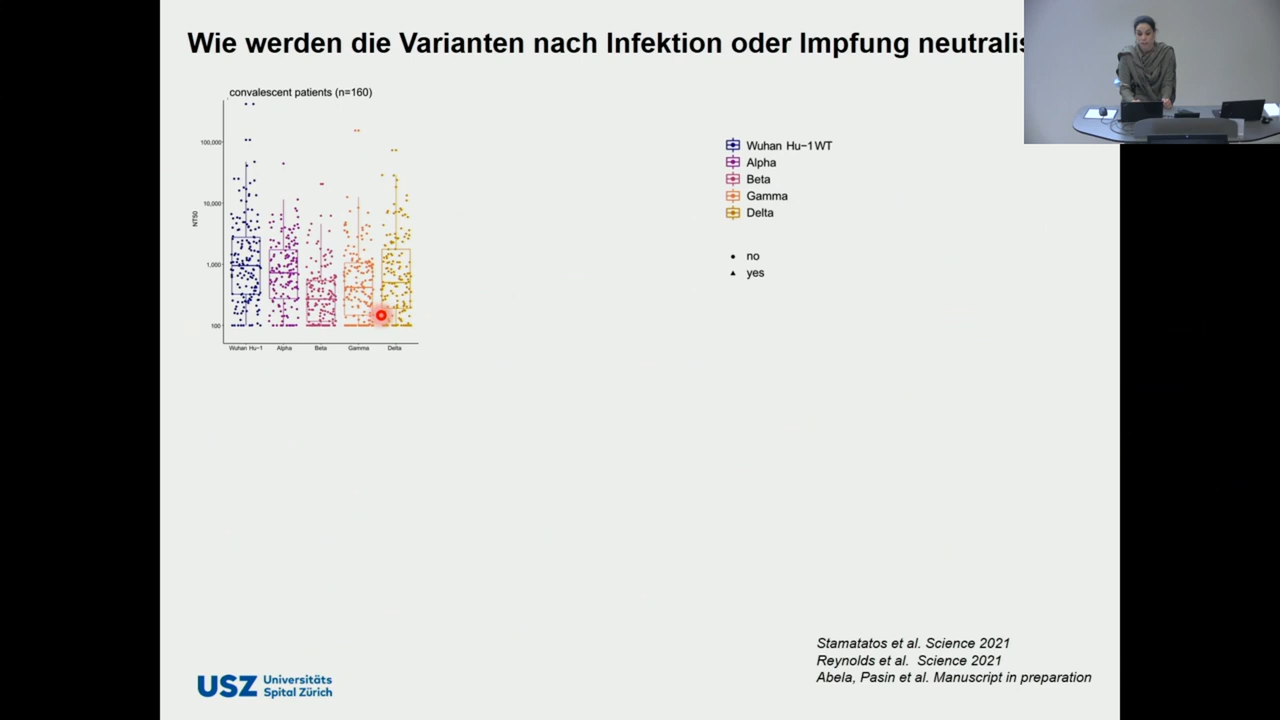 Wie werden die Varianten nach Infektion oder Impfung neutralis
convalescent patients (n=160)
100,000
10,000
1,000
100
NT50
Wuhan Hu−1
Alpha
Beta
Gamma
Delta
Wuhan Hu−1WT
Alpha
Beta
Gamma
Delta
no
yes
Stamatatos et al. Science 2021
Reynolds et al. Science 2021
Abela, Pasin et al. Manuscript in preparation
USZ Universitäts
Spital Zürich